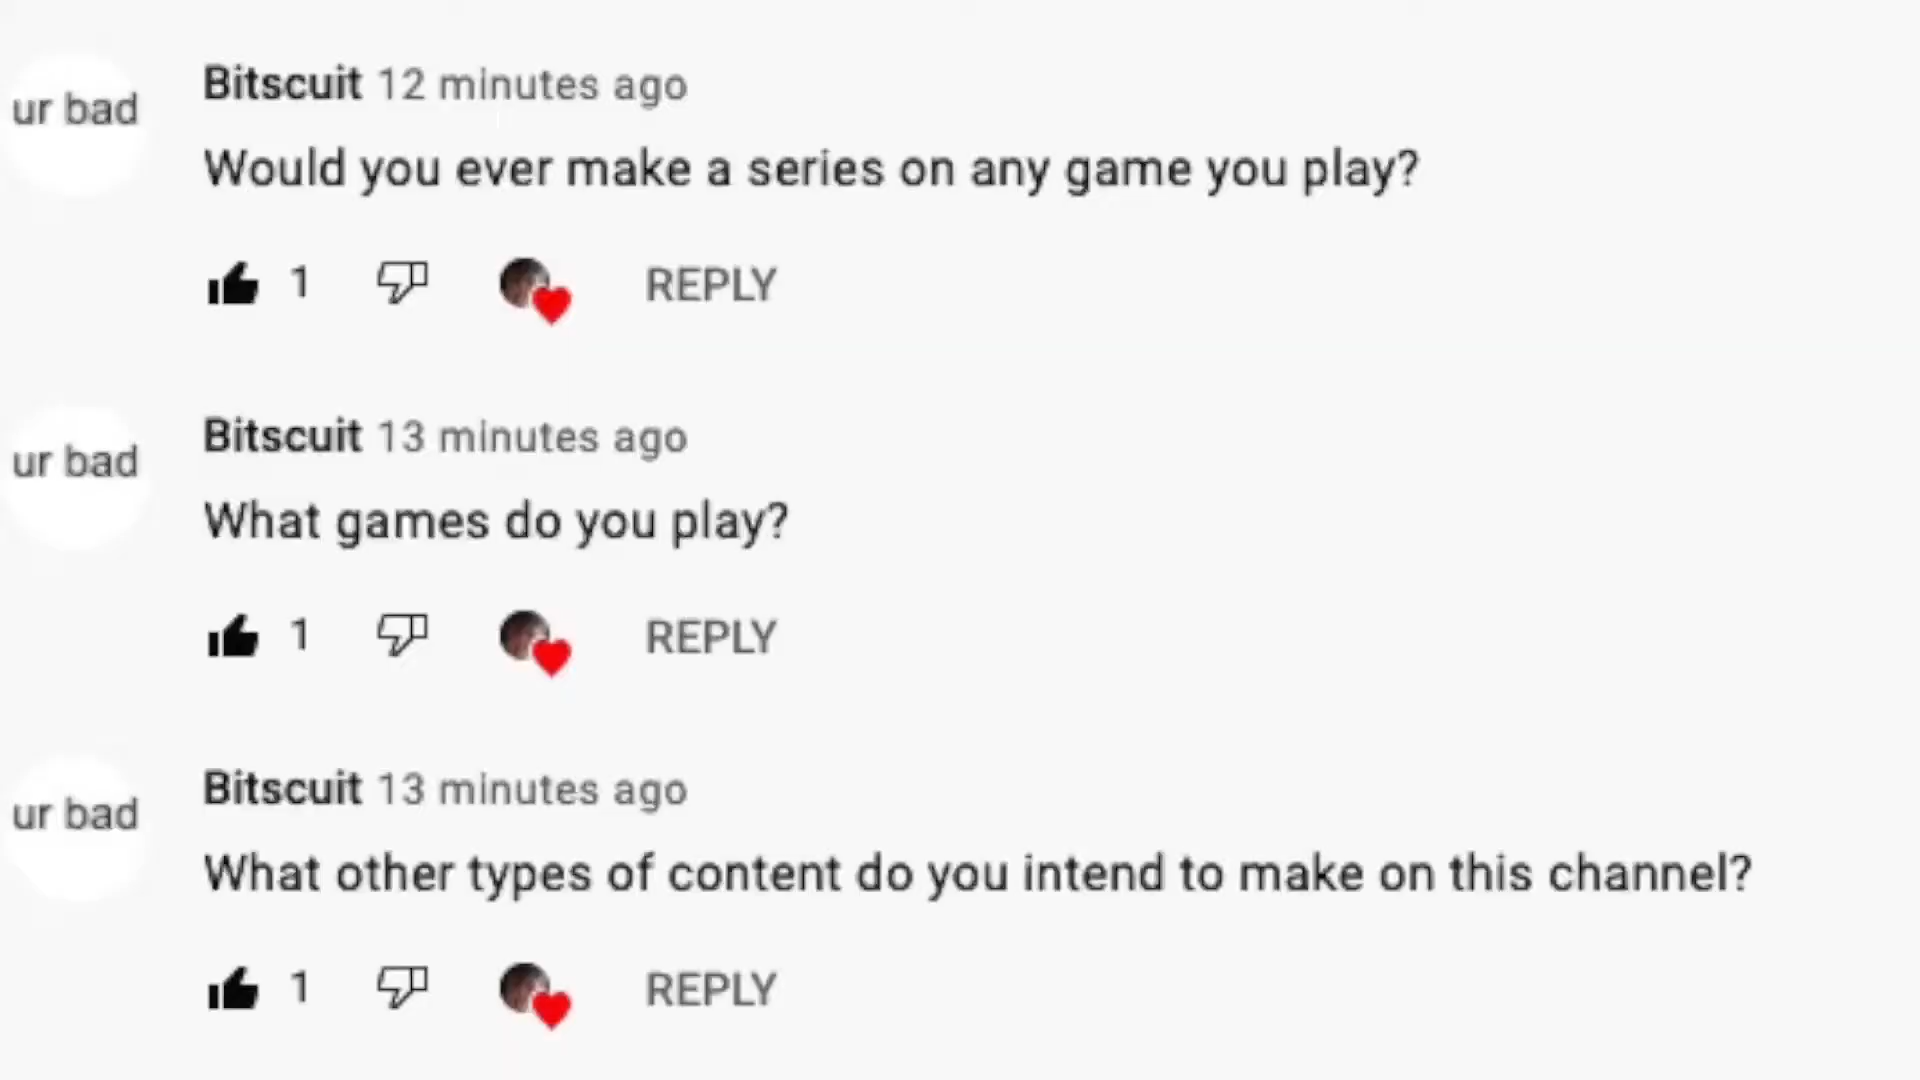 Bitscuit 12 minutes ago
ur bad
Would you ever make a series on any game you play?
1 REPLY
Bitscuit 13 minutes ago
ur bad
What games do you play?
1 REPLY
Bitscuit 13 minutes ago
ur bad
What other types of content do you intend to make on this channel?
1 REPLY